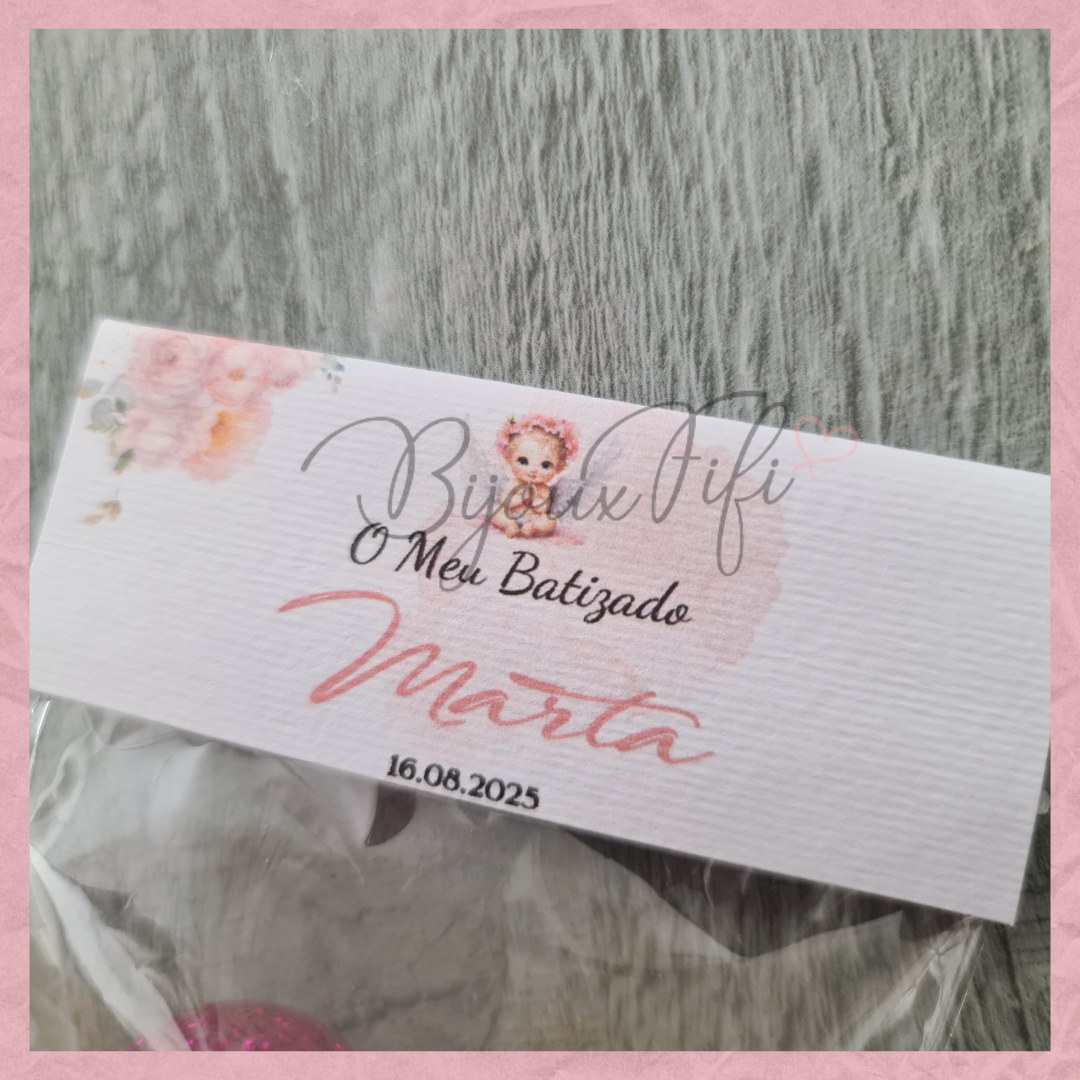 Bijoux Fifi
O Meu Batizado
Marta
16.08.2025